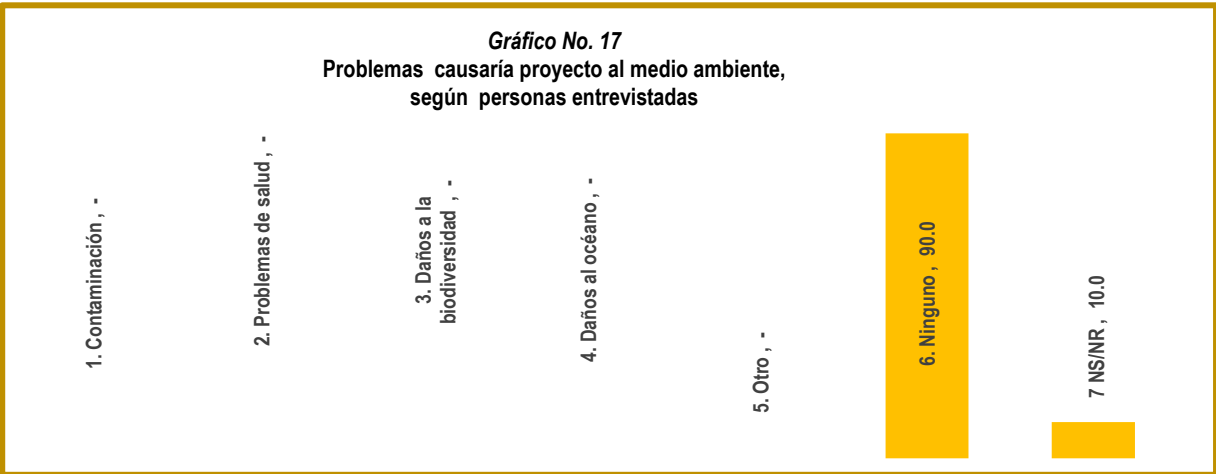 Gráfico No. 17
Problemas causaría proyecto al medio ambiente,
según personas entrevistadas
1. Contaminación , -
2. Problemas de salud , -
3. Daños a la
biodiversidad , -
4. Daños al océano , -
5. Otro , -
6. Ninguno , 90.0
7 NS/NR , 10.0